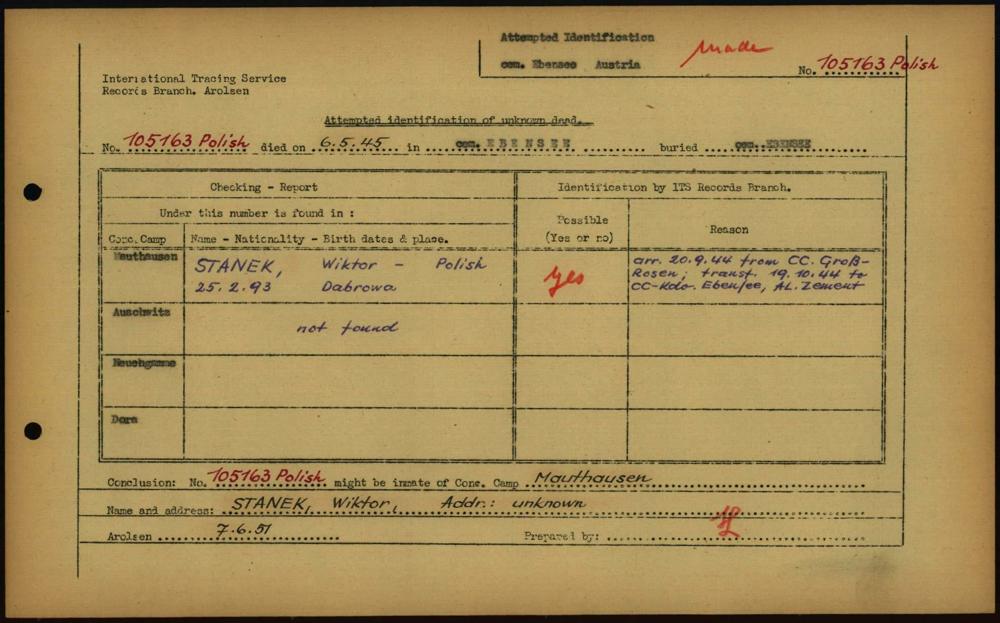 Attempted Identification
made
cem. Ebensee Austria
No. 105163 Polish
International Tracing Service
Records Branch. Arolsen
Attempted identification of unknown dead.
No. 105163 Polish died on 6.5.45 in cem. EBENSEE buried cem. EBENSEE
Checking - Report
Identification by ITS Records Branch.
Under this number is found in :
Possible
(Yes or no)
Reason
Conc. Camp
Name - Nationality - Birth dates & place.
Mauthausen
STANEK, Wiktor - Polish
25.2.93 Dabrowa
yes
arr. 20.9.44 from CC. Groß-
Rosen; transf. 19.10.44 to
CC-Kdo. Ebensee, AL. Zement
Auschwitz
not found
Neuengamme
Dora
Conclusion: No. 105163 Polish might be inmate of Conc. Camp Mauthausen
Name and address: STANEK, Wiktor, Addr.: unknown
Arolsen 7.6.51
Prepared by: